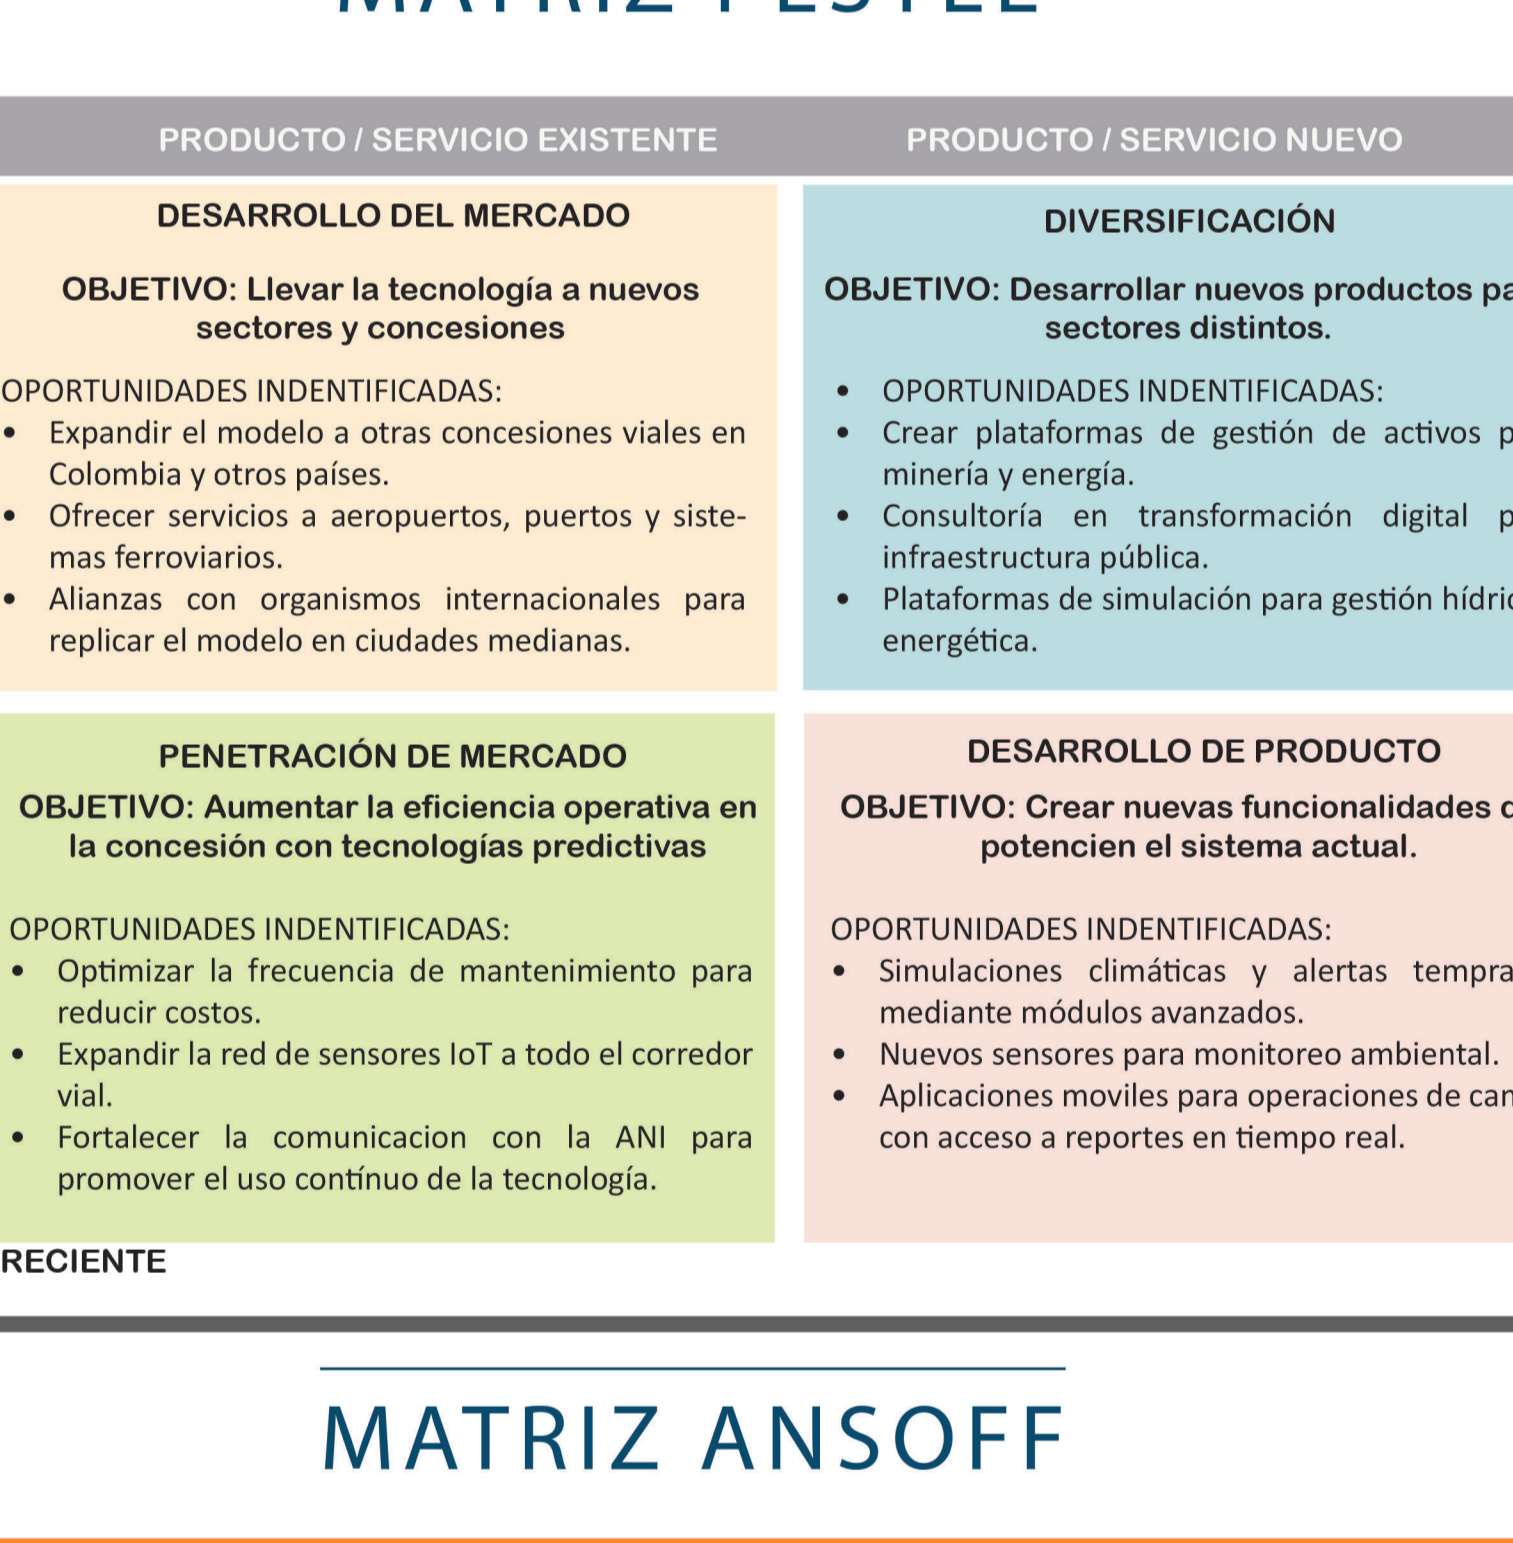 MATRIZ PESTEL
PRODUCTO / SERVICIO EXISTENTE
PRODUCTO / SERVICIO NUEVO
DESARROLLO DEL MERCADO
OBJETIVO: Llevar la tecnología a nuevos
sectores y concesiones
OPORTUNIDADES INDENTIFICADAS:
• Expandir el modelo a otras concesiones viales en
Colombia y otros países.
• Ofrecer servicios a aeropuertos, puertos y siste-
mas ferroviarios.
• Alianzas con organismos internacionales para
replicar el modelo en ciudades medianas.
DIVERSIFICACIÓN
OBJETIVO: Desarrollar nuevos productos
sectores distintos.
• OPORTUNIDADES INDENTIFICADAS:
• Crear plataformas de gestión de activos
minería y energía.
• Consultoría en transformación digital
infraestructura pública.
• Plataformas de simulación para gestión
energética.
PENETRACIÓN DE MERCADO
OBJETIVO: Aumentar la eficiencia operativa en
la concesión con tecnologías predictivas
OPORTUNIDADES INDENTIFICADAS:
• Optimizar la frecuencia de mantenimiento para
reducir costos.
• Expandir la red de sensores IoT a todo el corredor
vial.
• Fortalecer la comunicacion con la ANI para
promover el uso contínuo de la tecnología.
DESARROLLO DE PRODUCTO
OBJETIVO: Crear nuevas funcionalidades
potencien el sistema actual.
OPORTUNIDADES INDENTIFICADAS:
• Simulaciones climáticas y alertas
mediante módulos avanzados.
• Nuevos sensores para monitoreo ambiental.
• Aplicaciones moviles para operaciones de
con acceso a reportes en tiempo real.
RECIENTE
MATRIZ ANSOFF